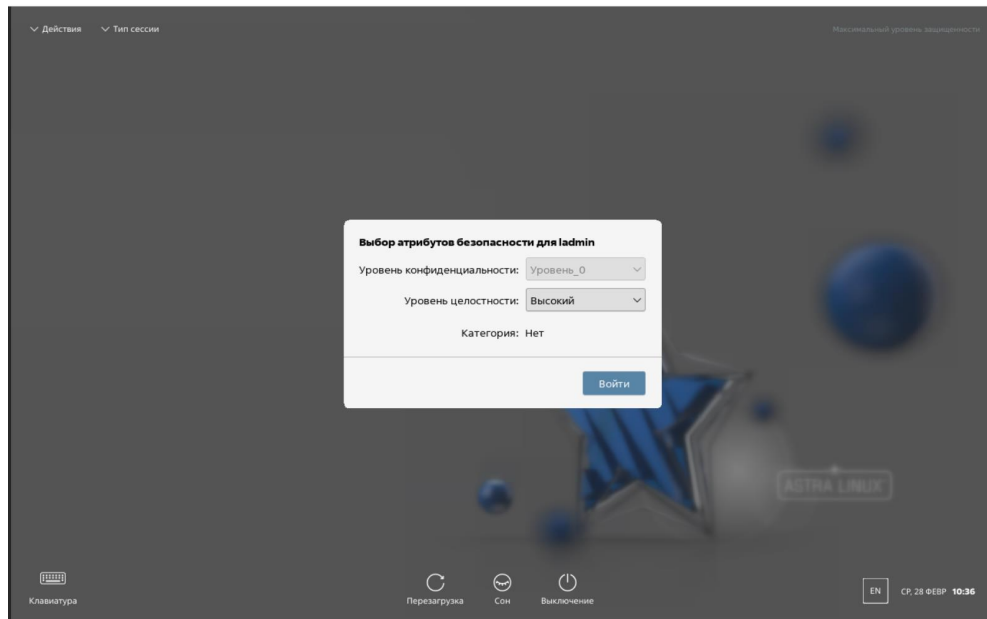 Действия Тип сессии Максимальный уровень защищенности
Выбор атрибутов безопасности для ladmin
Уровень конфиденциальности: Уровень_0
Уровень целостности: Высокий
Категория: Нет
Войти
ASTRA LINUX
Клавиатура Перезагрузка Сон Выключение EN СР, 28 ФЕВР 10:36